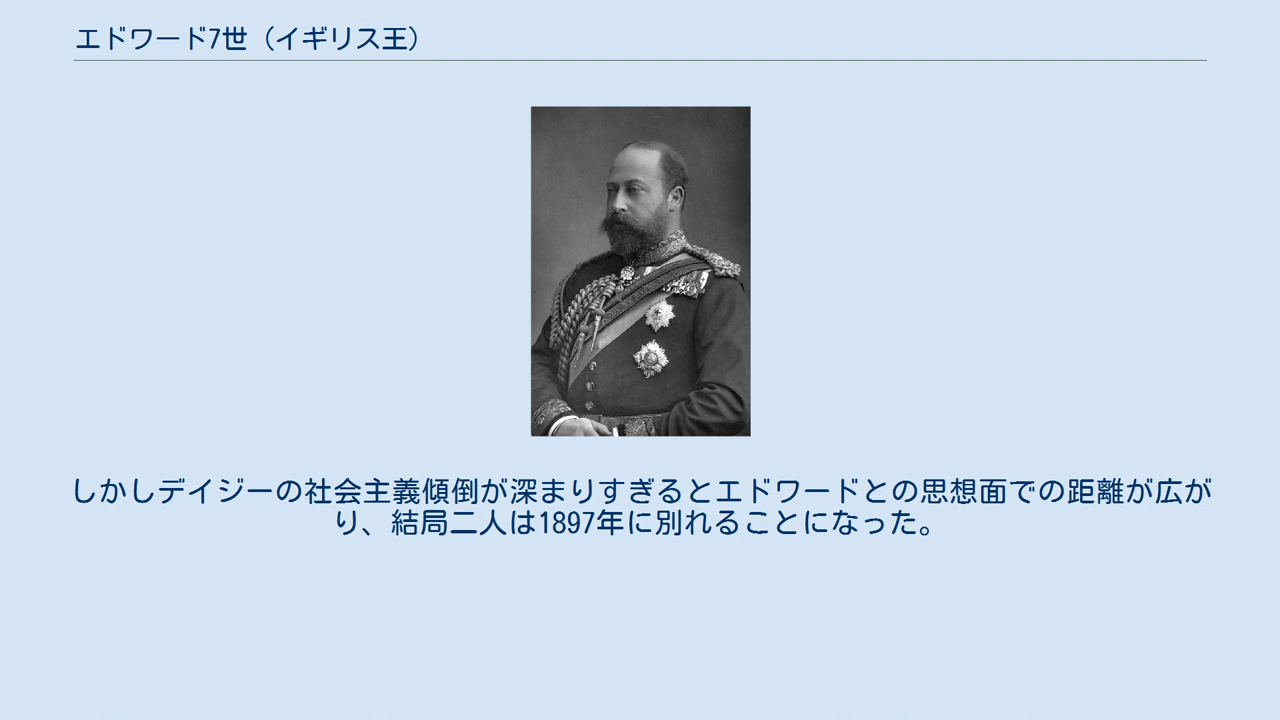 エドワード7世（イギリス王）
しかしデイジーの社会主義傾倒が深まりすぎるとエドワードとの思想面での距離が広が
り、結局二人は1897年に別れることになった。